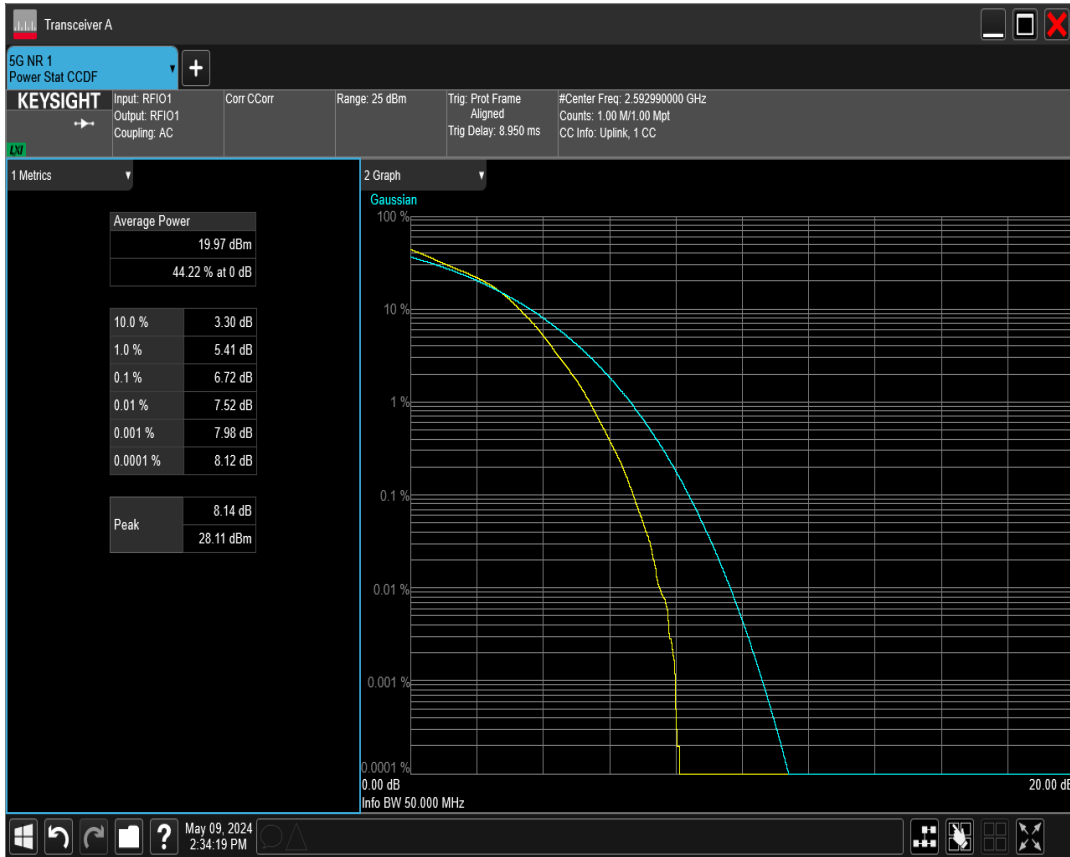 Transceiver A
5G NR 1
Power Stat CCDF
+
KEYSIGHT
LXI
Input: RFIO1
Output: RFIO1
Coupling: AC
Corr CCorr
Range: 25 dBm
Trig: Prot Frame
Aligned
Trig Delay: 8.950 ms
#Center Freq: 2.592990000 GHz
Counts: 1.00 M/1.00 Mpt
CC Info: Uplink, 1 CC
1 Metrics
Average Power
19.97 dBm
44.22 % at 0 dB
10.0 % 3.30 dB
1.0 % 5.41 dB
0.1 % 6.72 dB
0.01 % 7.52 dB
0.001 % 7.98 dB
0.0001 % 8.12 dB
Peak
8.14 dB
28.11 dBm
2 Graph
Gaussian
100 %
10 %
1 %
0.1 %
0.01 %
0.001 %
0.0001 %
0.00 dB 20.00 dB
Info BW 50.000 MHz
?
May 09, 2024
2:34:19 PM